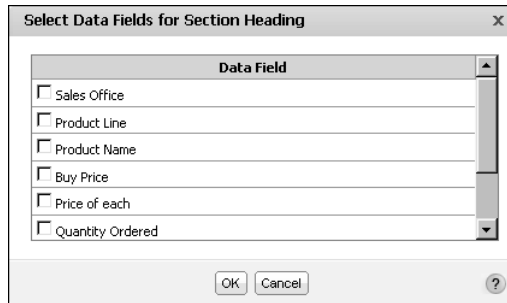 Select Data Fields for Section Heading x
Data Field
Sales Office
Product Line
Product Name
Buy Price
Price of each
Quantity Ordered
OK Cancel ?